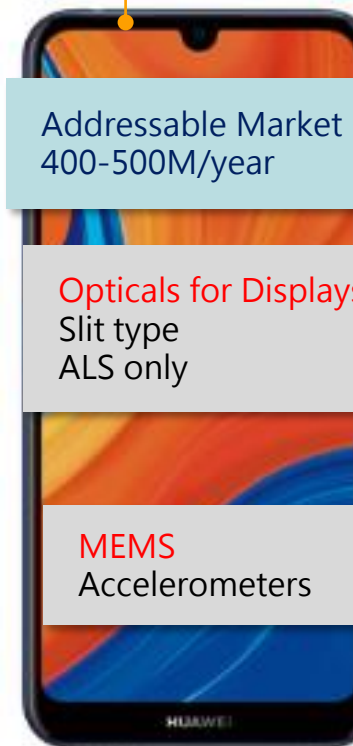 Addressable Market
400-500M/year
Opticals for Displays
Slit type
ALS only
MEMS
Accelerometers
HUAWEI